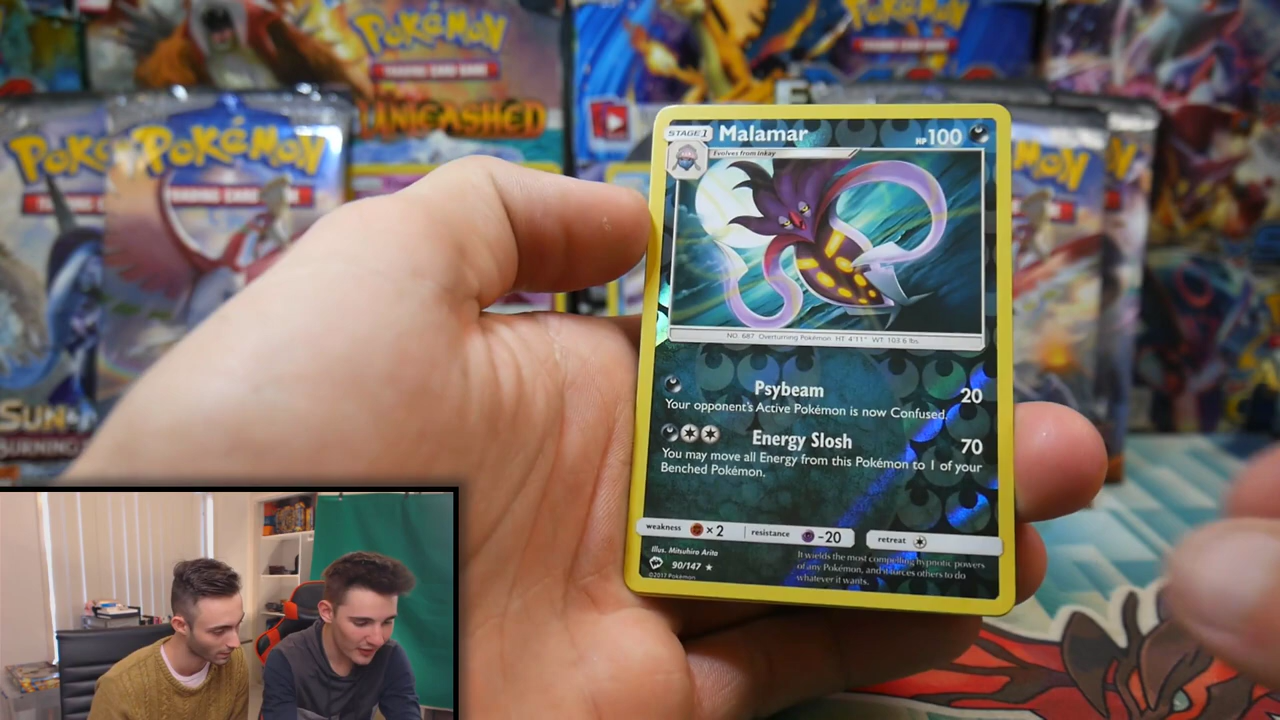 POKÉMON
TRADING CARD GAME
UNLEASHED
POKÉMON
POKÉMON
SUN
BURNING
STAGE 1 Malamar HP 100
Evolves from Inkay
NO. 687 Overturning Pokémon HT: 4'11" WT: 103.6 lbs
Psybeam 20
Your opponent's Active Pokémon is now Confused.
Energy Slosh 70
You may move all Energy from this Pokémon to 1 of your
Benched Pokémon.
weakness ×2 resistance -20 retreat
Illus. Mitsuhiro Arita
90/147 ★
©2017 Pokémon
It wields the most compelling hypnotic powers
of any Pokémon, and it forces others to do
whatever it wants.